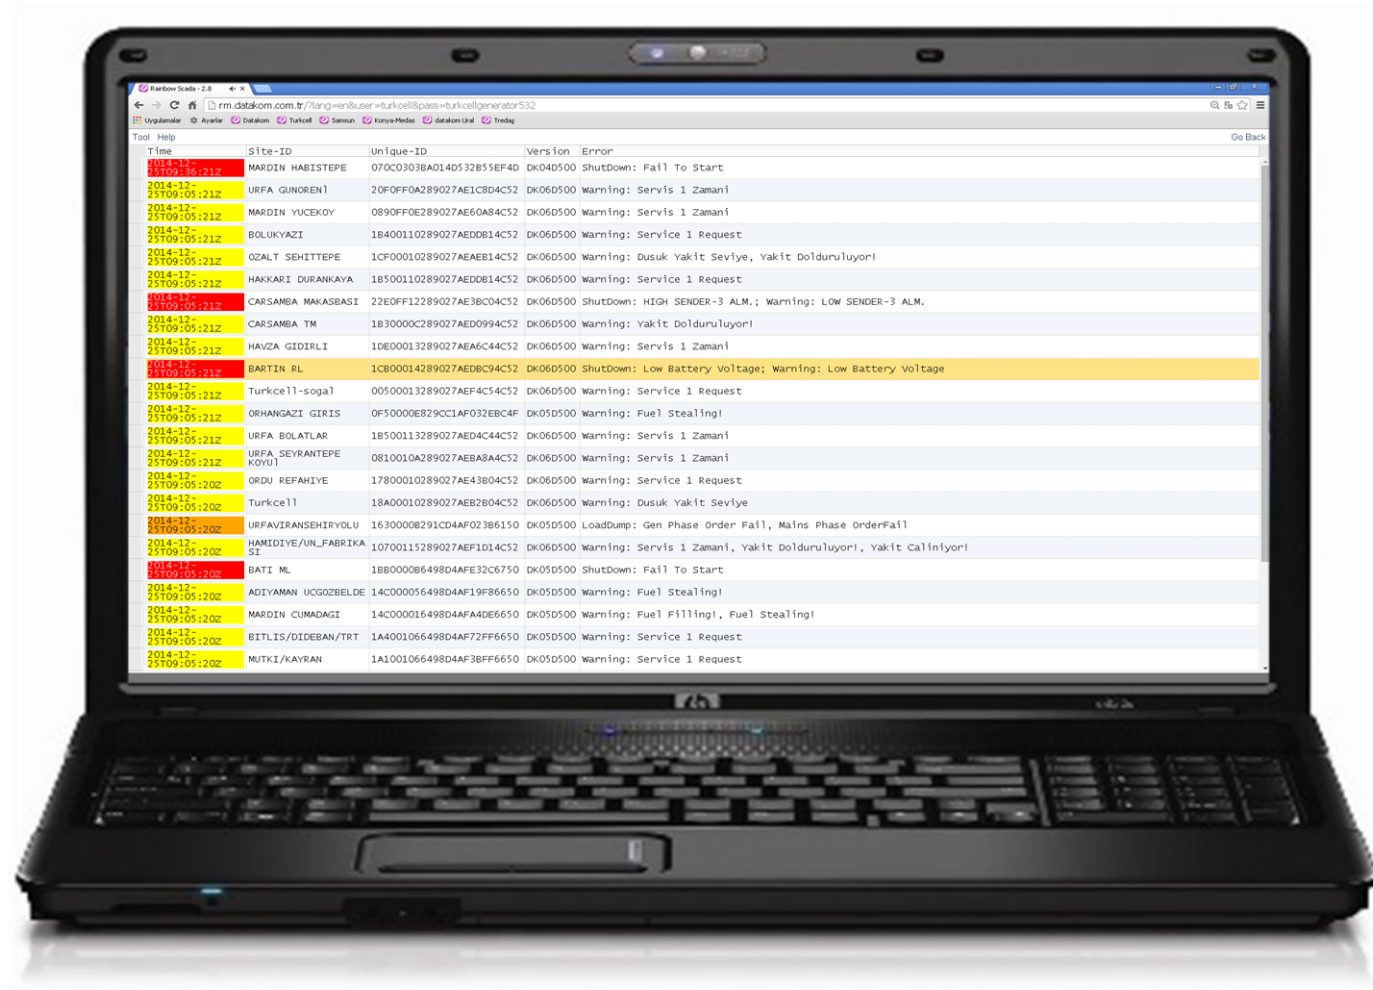 Rainbow Scada - 2.8
rm.datakom.com.tr/?lang=en&user=turkcell&pass=turkcellgenerator532
Uygulamalar Ayarlar Datakom Turkcell Samsun Konya-Medas datakom Ural Tredag
Tool Help Go Back
Time Site-ID Unique-ID Version Error
2014-12-25T09:36:21Z MARDIN HABISTEPE 070C0303BA014D532B55EF4D DK04D500 ShutDown: Fail To Start
2014-12-25T09:05:21Z URFA GUNOREN1 20F0FF0A289027AE1C8D4C52 DK06D500 Warning: Servis 1 Zamani
2014-12-25T09:05:21Z MARDIN YUCEKOY 0890FF0E289027AE60A84C52 DK06D500 Warning: Servis 1 Zamani
2014-12-25T09:05:21Z BOLUKYAZI 1B400110289027AEDDB14C52 DK06D500 Warning: Service 1 Request
2014-12-25T09:05:21Z OZALT SEHITTEPE 1CF00010289027AEAEB14C52 DK06D500 Warning: Dusuk Yakit Seviye, Yakit Dolduruluyor!
2014-12-25T09:05:21Z HAKKARI DURANKAYA 1B500110289027AEDDB14C52 DK06D500 Warning: Service 1 Request
2014-12-25T09:05:21Z CARSAMBA MAKASBASI 22E0FF12289027AE3BC04C52 DK06D500 ShutDown: HIGH SENDER-3 ALM.; Warning: LOW SENDER-3 ALM.
2014-12-25T09:05:21Z CARSAMBA TM 1B30000C289027AED0994C52 DK06D500 Warning: Yakit Dolduruluyor!
2014-12-25T09:05:21Z HAVZA GIDIRLI 1DE00013289027AEA6C44C52 DK06D500 Warning: Servis 1 Zamani
2014-12-25T09:05:21Z BARTIN RL 1CB00014289027AEDBC94C52 DK06D500 ShutDown: Low Battery Voltage; Warning: Low Battery Voltage
2014-12-25T09:05:21Z Turkcell-sogal 00500013289027AEF4C54C52 DK06D500 Warning: Service 1 Request
2014-12-25T09:05:21Z ORHANGAZI GIRIS 0F50000E829CC1AF032EBC4F DK05D500 Warning: Fuel Stealing!
2014-12-25T09:05:21Z URFA BOLATLAR 1B500113289027AED4C44C52 DK06D500 Warning: Servis 1 Zamani
2014-12-25T09:05:21Z URFA SEYRANTEPE KOYU1 0810010A289027AEBA8A4C52 DK06D500 Warning: Servis 1 Zamani
2014-12-25T09:05:20Z ORDU REFAHIYE 17800010289027AE43B04C52 DK06D500 Warning: Service 1 Request
2014-12-25T09:05:20Z Turkcell 18A00010289027AEB2B04C52 DK06D500 Warning: Dusuk Yakit Seviye
2014-12-25T09:05:20Z URFAVIRANSEHIRYOLU 1630000B291CD4AF023B6150 DK05D500 LoadDump: Gen Phase Order Fail, Mains Phase OrderFail
2014-12-25T09:05:20Z HAMIDIYE/UN_FABRIKASI 10700115289027AEF1D14C52 DK06D500 Warning: Servis 1 Zamani, Yakit Dolduruluyor!, Yakit Caliniyor!
2014-12-25T09:05:20Z BATI ML 1BB0000B6498D4AFE32C6750 DK05D500 ShutDown: Fail To Start
2014-12-25T09:05:20Z ADIYAMAN UCGOZBELDE 14C000056498D4AF19F86650 DK05D500 Warning: Fuel Stealing!
2014-12-25T09:05:20Z MARDIN CUMADAGI 14C000016498D4AFA4DE6650 DK05D500 Warning: Fuel Filling!, Fuel Stealing!
2014-12-25T09:05:20Z BITLIS/DIDEBAN/TRT 1A4001066498D4AF72FF6650 DK05D500 Warning: Service 1 Request
2014-12-25T09:05:20Z MUTKI/KAYRAN 1A1001066498D4AF3BFF6650 DK05D500 Warning: Service 1 Request
hp